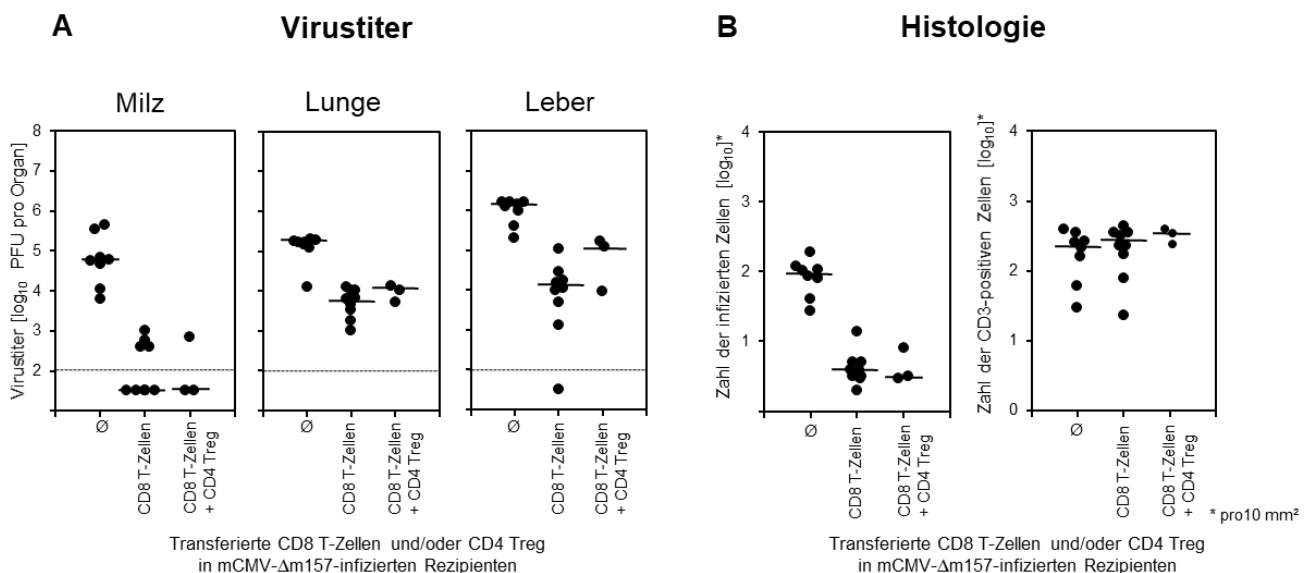 A
Virustiter
B
Histologie
Milz
Lunge
Leber
Virustiter [log10 PFU pro Organ]
8
7
6
5
4
3
2
Ø
CD8 T-Zellen
CD8 T-Zellen
+ CD4 Treg
Ø
CD8 T-Zellen
CD8 T-Zellen
+ CD4 Treg
Ø
CD8 T-Zellen
CD8 T-Zellen
+ CD4 Treg
Transferierte CD8 T-Zellen und/oder CD4 Treg
in mCMV-Δm157-infizierten Rezipienten
Zahl der infizierten Zellen [log10]*
4
3
2
1
Ø
CD8 T-Zellen
CD8 T-Zellen
+ CD4 Treg
Zahl der CD3-positiven Zellen [log10]*
4
3
2
1
0
Ø
CD8 T-Zellen
CD8 T-Zellen
+ CD4 Treg
* pro10 mm²
Transferierte CD8 T-Zellen und/oder CD4 Treg
in mCMV-Δm157-infizierten Rezipienten